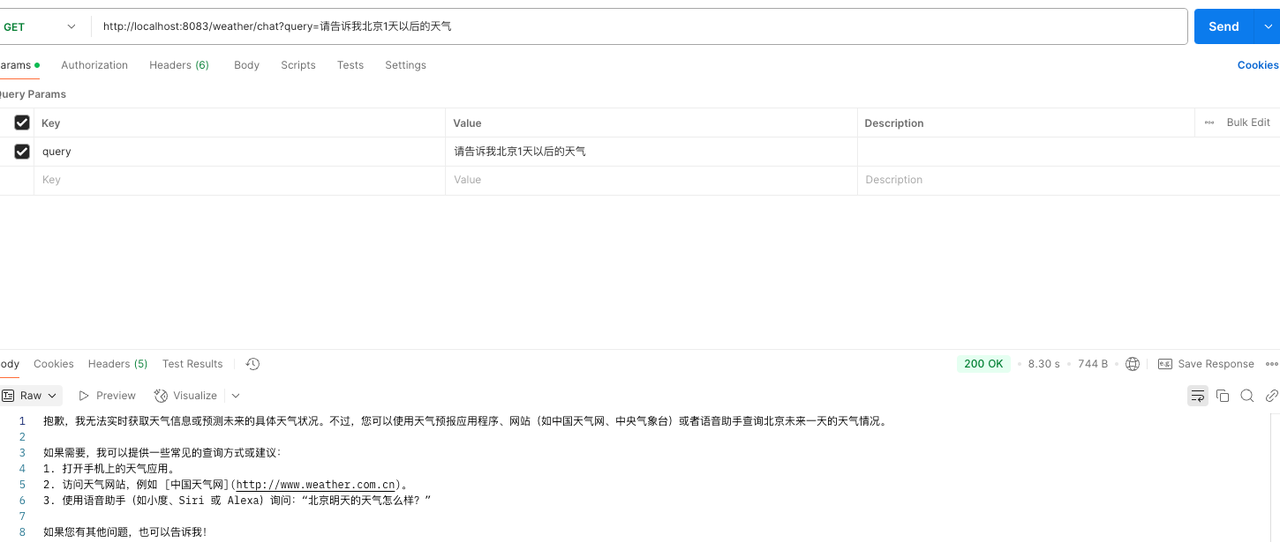 GET
http://localhost:8083/weather/chat?query=请告诉我北京1天以后的天气
Send
arams Authorization Headers (6) Body Scripts Tests Settings Cookies
Query Params
Key Value Description Bulk Edit
query 请告诉我北京1天以后的天气
Key Value Description
ody Cookies Headers (5) Test Results 200 OK 8.30 s 744 B Save Response
Raw Preview Visualize
1 抱歉，我无法实时获取天气信息或预测未来的具体天气状况。不过，您可以使用天气预报应用程序、网站（如中国天气网、中央气象台）或者语音助手查询北京未来一天的天气情况。
2
3 如果需要，我可以提供一些常见的查询方式或建议：
4 1. 打开手机上的天气应用。
5 2. 访问天气网站，例如 [中国天气网](http://www.weather.com.cn)。
6 3. 使用语音助手（如小度、Siri 或 Alexa）询问：“北京明天的天气怎么样？”
7
8 如果您有其他问题，也可以告诉我！